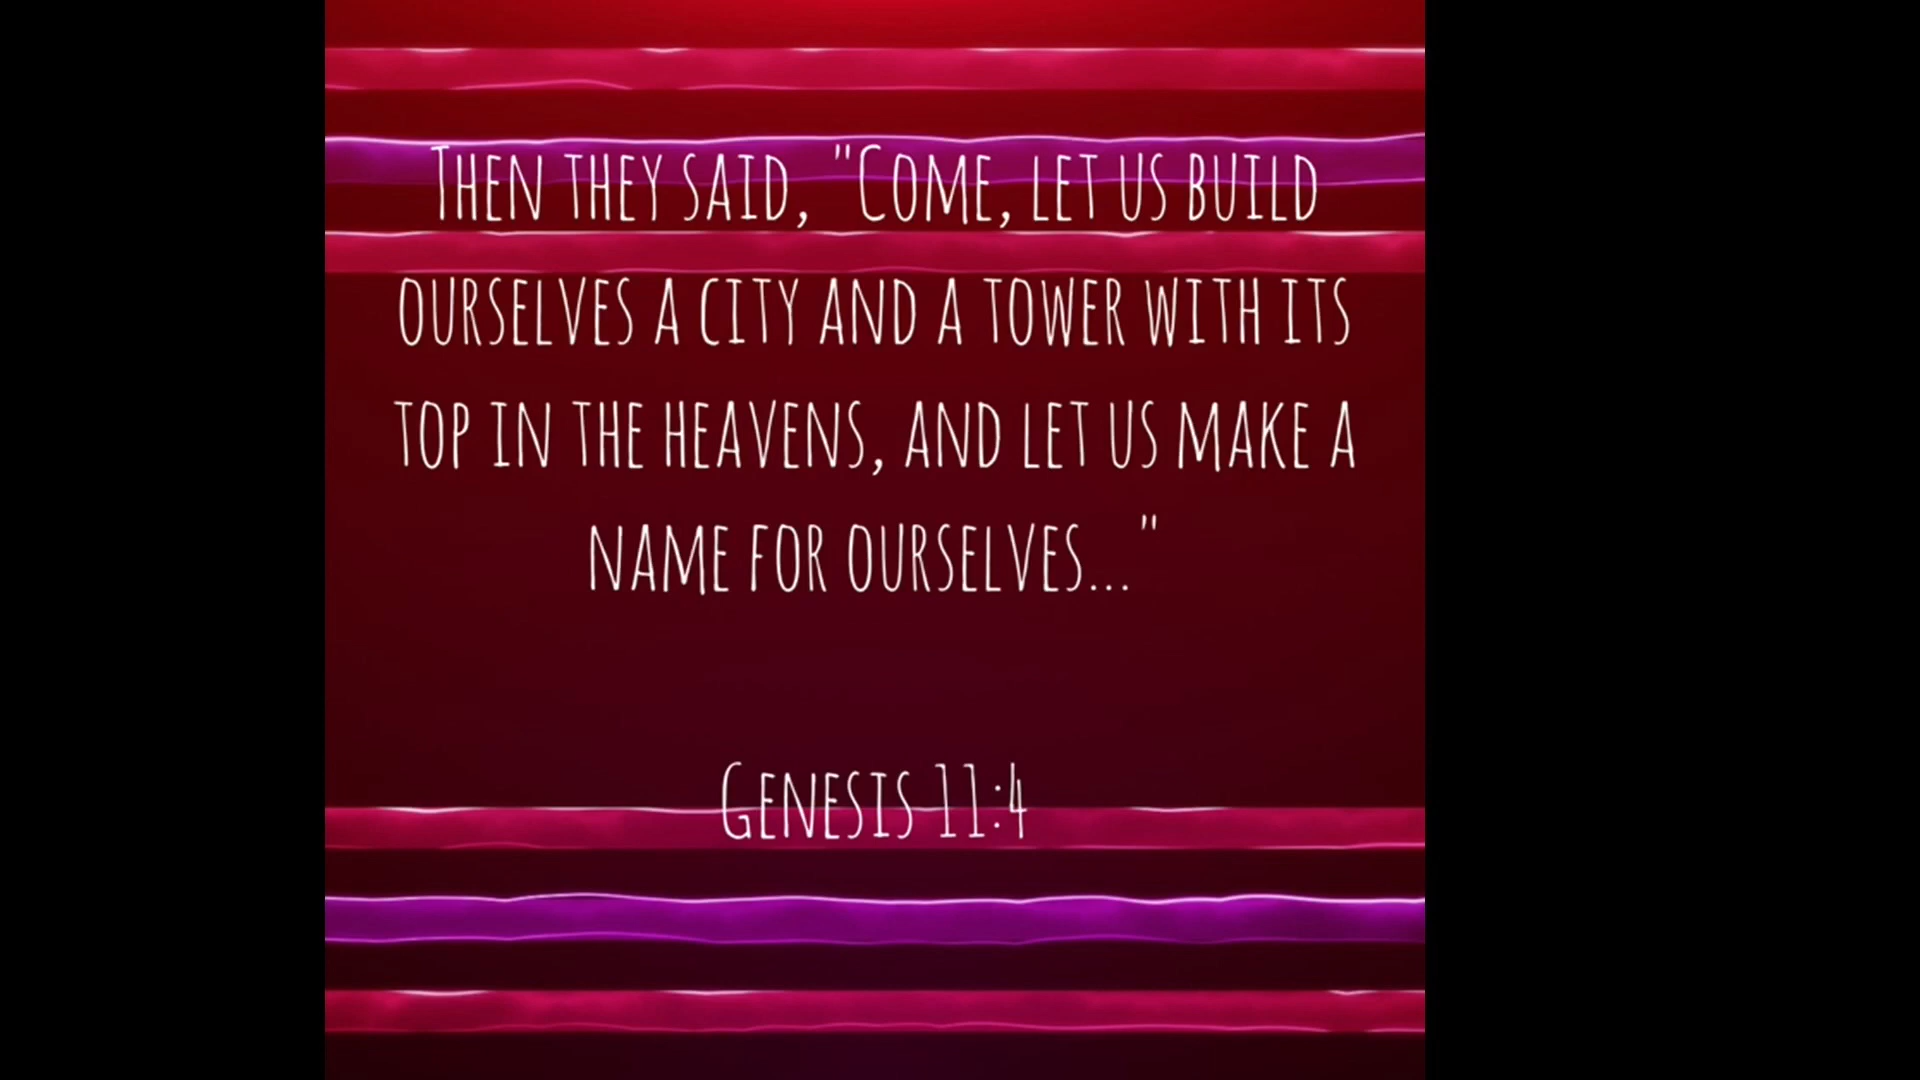 Then they said, "Come, let us build
ourselves a city and a tower with its
top in the heavens, and let us make a
name for ourselves..."
Genesis 11:4